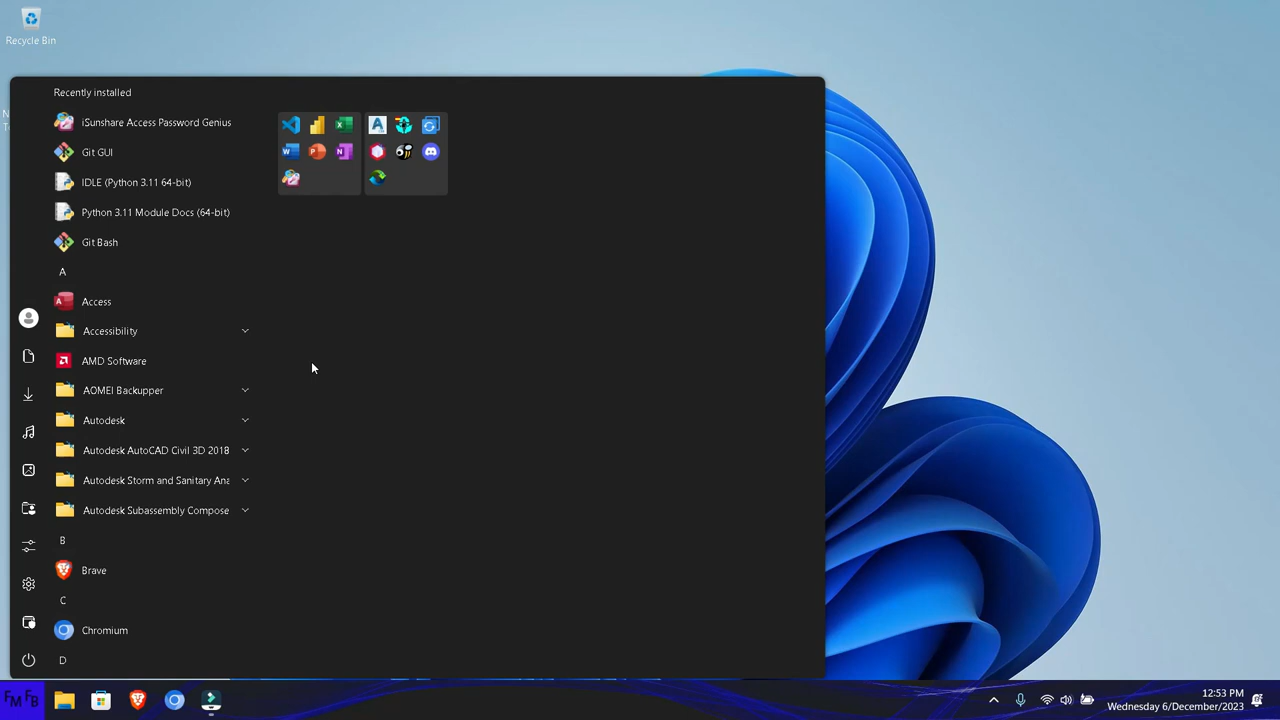 Recycle Bin
N
T
Recently installed
iSunshare Access Password Genius
Git GUI
IDLE (Python 3.11 64-bit)
Python 3.11 Module Docs (64-bit)
Git Bash
A
Access
Accessibility
AMD Software
AOMEI Backupper
Autodesk
Autodesk AutoCAD Civil 3D 2018
Autodesk Storm and Sanitary Ana
Autodesk Subassembly Compose
B
Brave
C
Chromium
D
FM FB
12:53 PM
Wednesday 6/December/2023